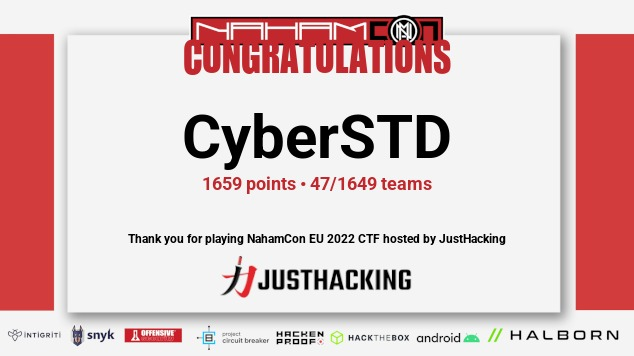 NAHAMCON
CONGRATULATIONS
CyberSTD
1659 points • 47/1649 teams
Thank you for playing NahamCon EU 2022 CTF hosted by JustHacking
JUSTHACKING
INTIGRITI
snyk
OFFENSIVE
project
circuit breaker
HACKEN
PROOF
HACKTHEBOX
android
HALBORN